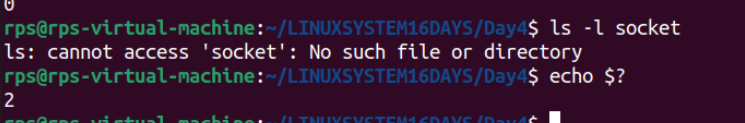 0
rps@rps-virtual-machine:~/LINUXSYSTEM16DAYS/Day4$ ls -l socket
ls: cannot access 'socket': No such file or directory
rps@rps-virtual-machine:~/LINUXSYSTEM16DAYS/Day4$ echo $?
2
rps@rps-virtual-machine:~/LINUXSYSTEM16DAYS/Day4$